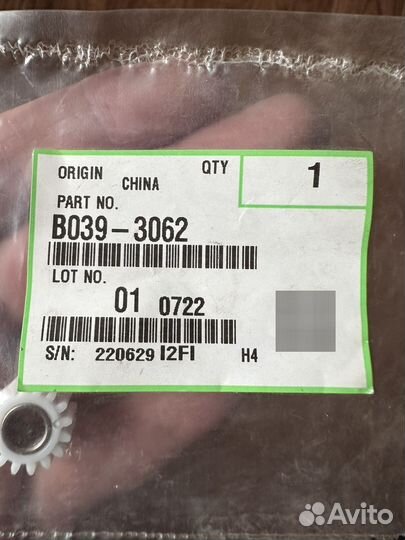 ORIGIN CHINA QTY 1
PART NO.
B039-3062
LOT NO.
01 0722
S/N: 220629 I2FI H4
Avito